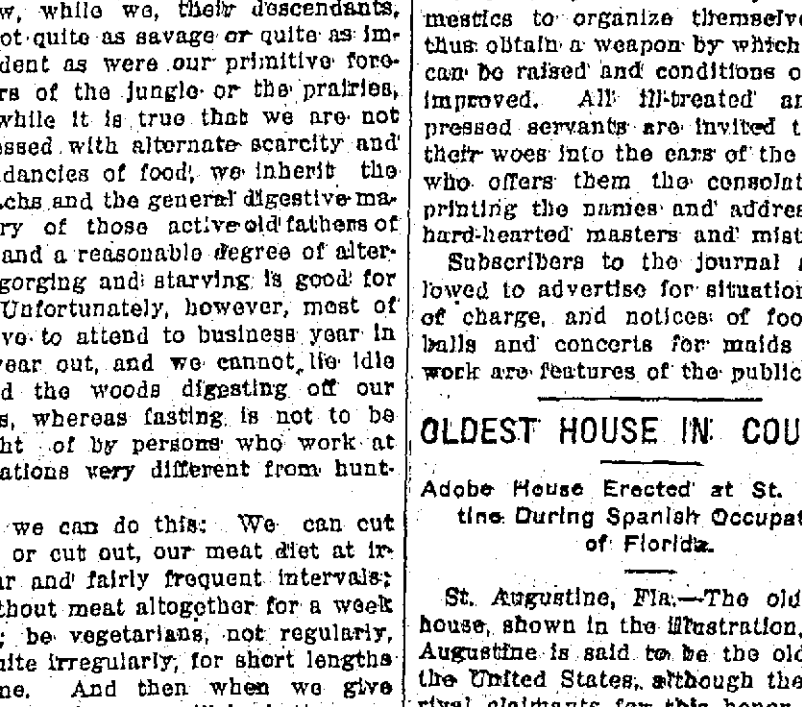 w, while we, their descendants,
ot quite as savage or quite as im-
dent as were our primitive fore-
rs of the jungle or the prairies,
while it is true that we are not
essed with alternate scarcity and
dancies of food, we inherit the
chs and the general digestive ma-
ry of those active old fathers of
and a reasonable degree of alter-
gorging and starving is good for
Unfortunately, however, most of
ve to attend to business year in
year out, and we cannot lie idle
d the woods digesting off our
s, whereas fasting is not to be
ht of by persons who work at
ations very different from hunt-
we can do this: We can cut
or cut out, our meat diet at ir-
ar and fairly frequent intervals;
thout meat altogether for a week
; be vegetarians, not regularly,
ite irregularly, for short lengths
me. And then when we give
mestics to organize themselve
thus obtain a weapon by which
can be raised and conditions o
improved. All ill-treated an
pressed servants are invited t
their woes into the ears of the
who offers them the consolat
printing the names and addres
hard-hearted masters and mist
Subscribers to the journal a
lowed to advertise for situation
of charge, and notices of foo
balls and concerts for maids
work are features of the public
OLDEST HOUSE IN COU
Adobe House Erected at St.
tine During Spanish Occupat
of Florida.
St. Augustine, Fla.—The old
house, shown in the illustration,
Augustine is said to be the old
the United States, although the
rival claimants for this honor